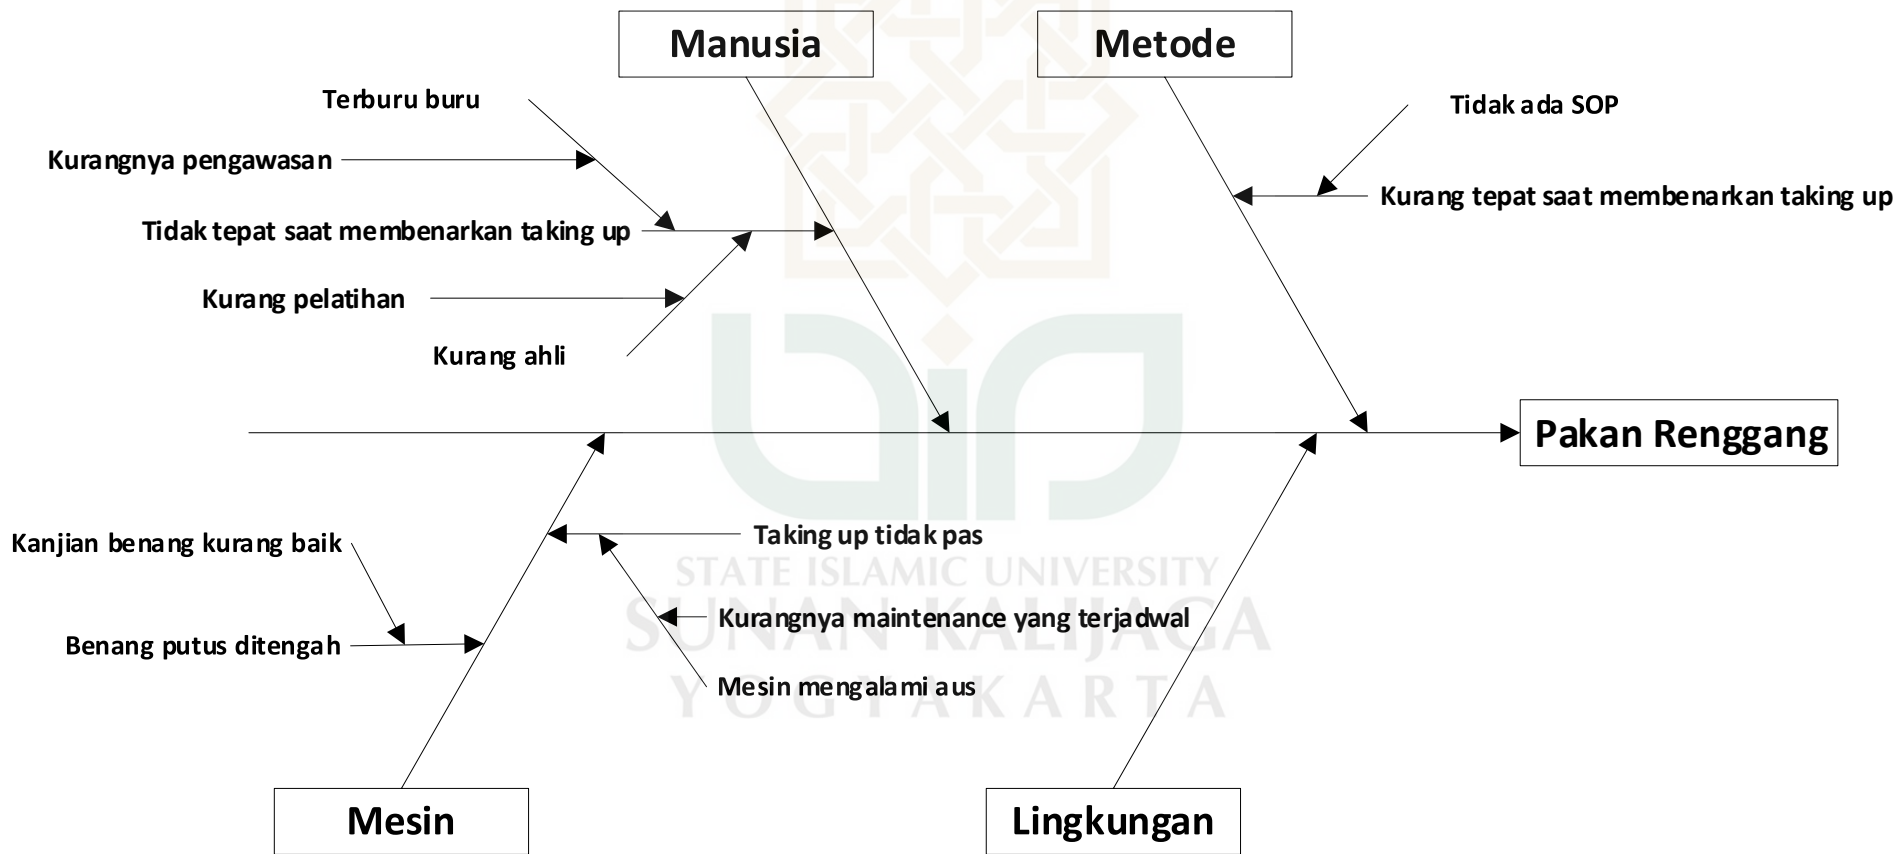 Manusia
Metode
Terburu buru
Tidak ada SOP
Kurangnya pengawasan
Kurang tepat saat membenarkan taking up
Tidak tepat saat membenarkan taking up
Kurang pelatihan
Kurang ahli
Pakan Renggang
Kanjian benang kurang baik
Taking up tidak pas
STATE ISLAMIC UNIVERSITY
SUNAN KALIJAGA
YOGYAKARTA
Kurangnya maintenance yang terjadwal
Benang putus ditengah
Mesin mengalami aus
Mesin
Lingkungan